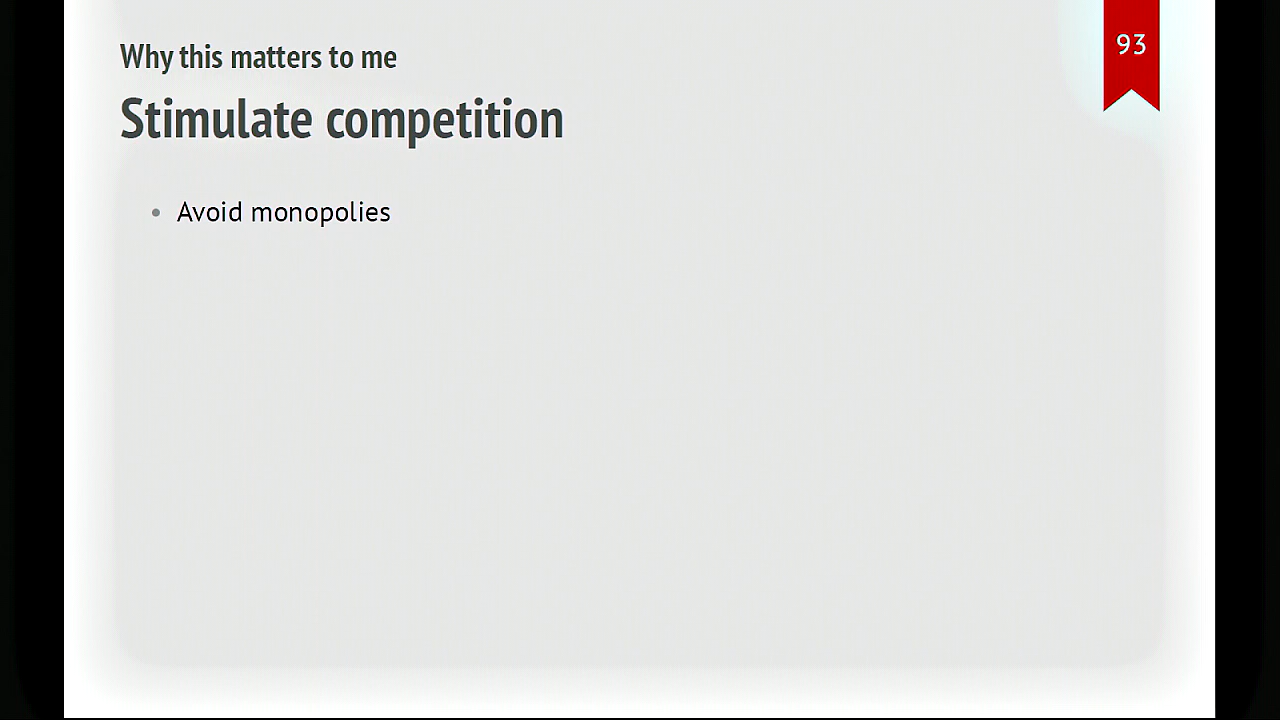 Why this matters to me
93
Stimulate competition
• Avoid monopolies